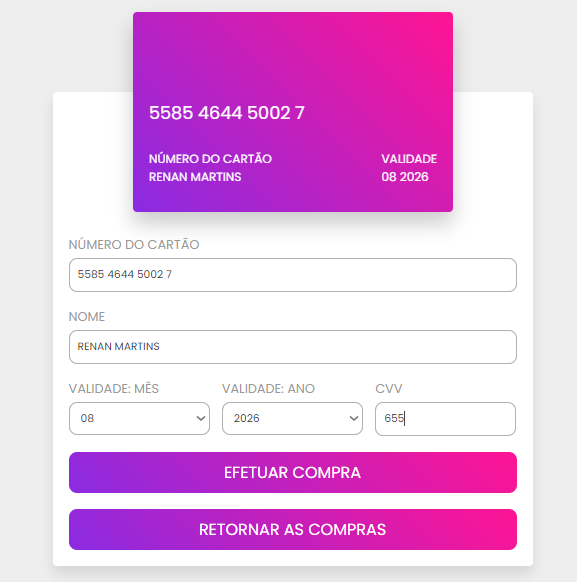 5585 4644 5002 7
NÚMERO DO CARTÃO VALIDADE
RENAN MARTINS 08 2026
NÚMERO DO CARTÃO
5585 4644 5002 7
NOME
RENAN MARTINS
VALIDADE: MÊS VALIDADE: ANO CVV
08 2026 655
EFETUAR COMPRA
RETORNAR AS COMPRAS